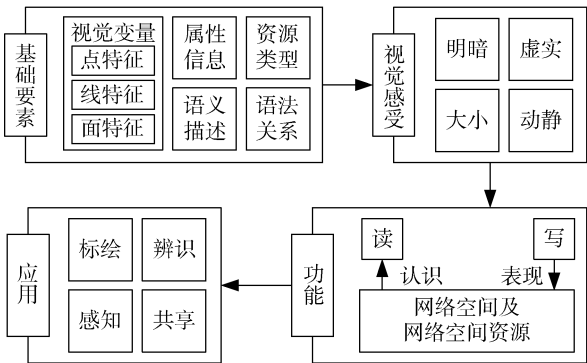 基础要素
视觉变量
点特征
线特征
面特征
属性
信息
资源
类型
语义
描述
语法
关系
视觉感受
明暗
虚实
大小
动静
功能
读
写
认识
表现
网络空间及
网络空间资源
应用
标绘
辨识
感知
共享